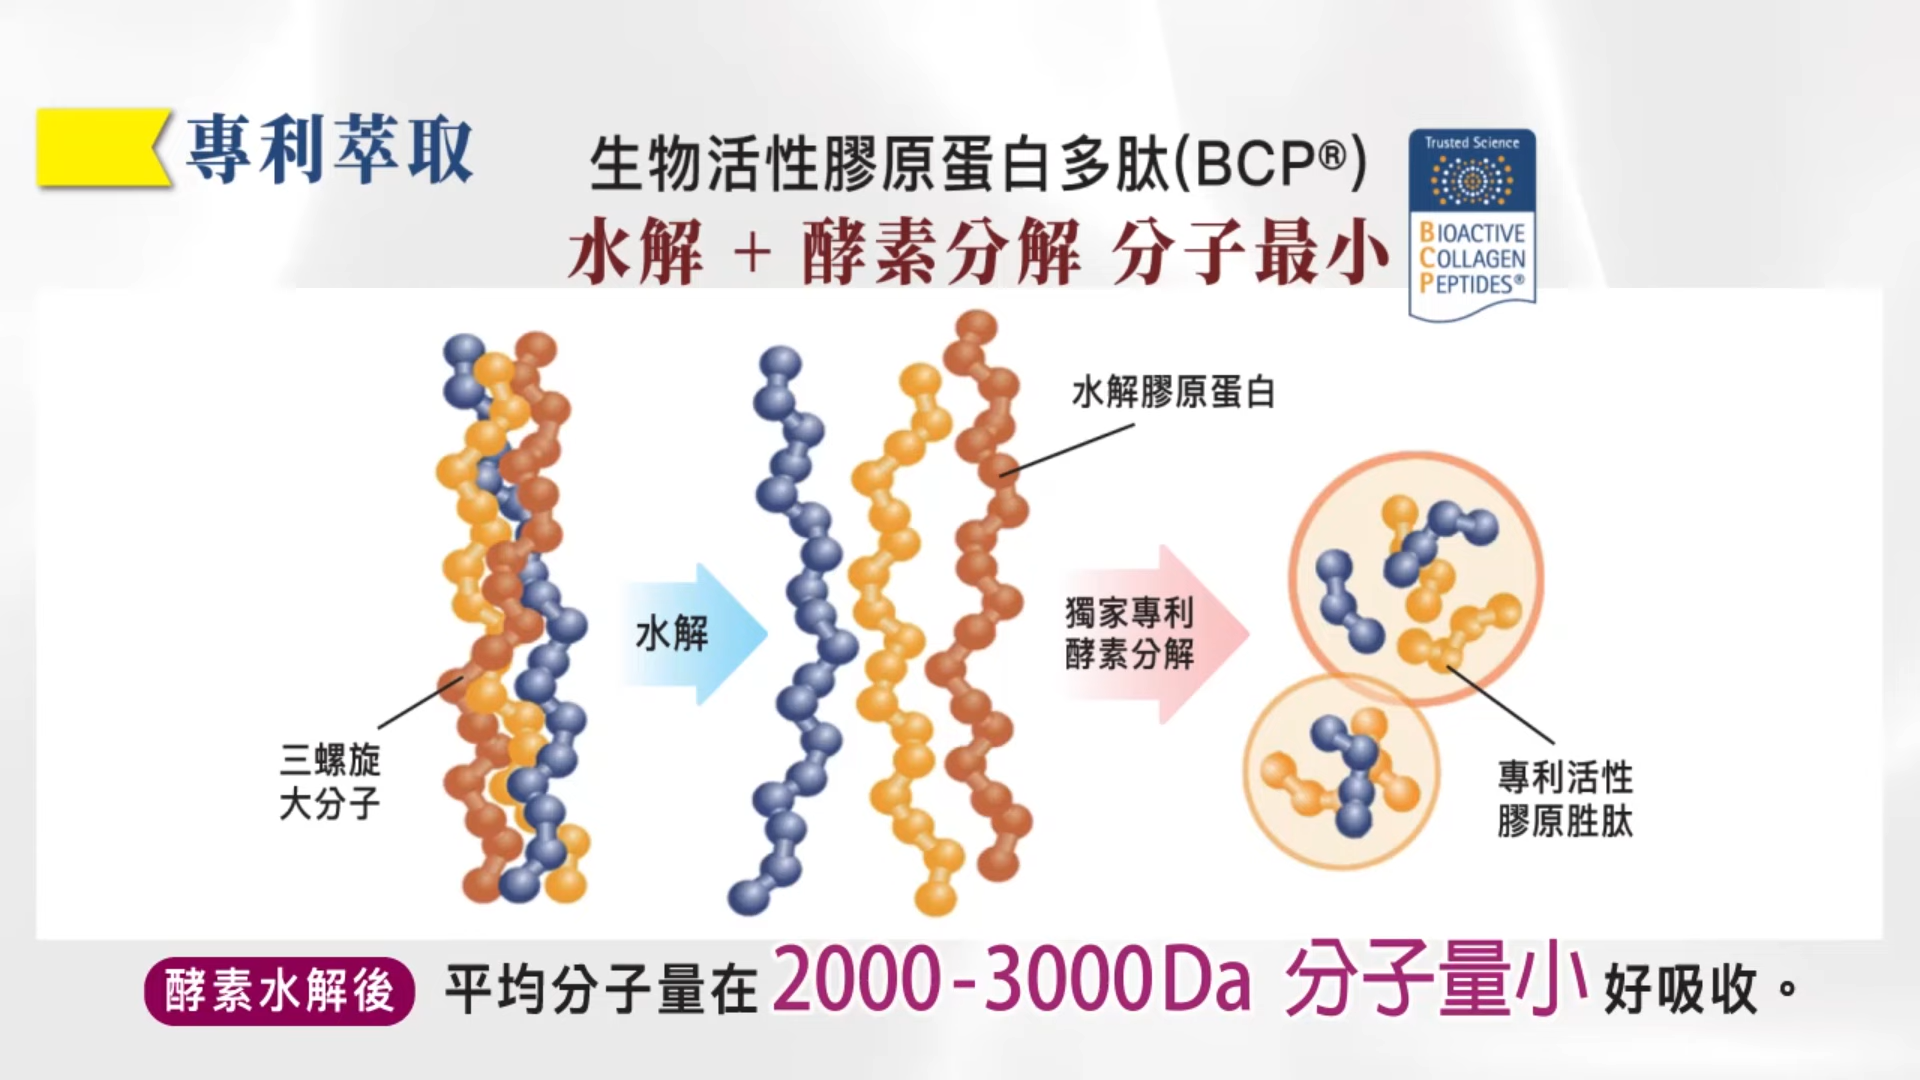 專利萃取
生物活性膠原蛋白多肽(BCP®)
水解 + 酵素分解 分子最小
Trusted Science
BIOACTIVE
COLLAGEN
PEPTIDES®
水解膠原蛋白
水解
獨家專利
酵素分解
三螺旋
大分子
專利活性
膠原胜肽
酵素水解後 平均分子量在 2000-3000Da 分子量小 好吸收。